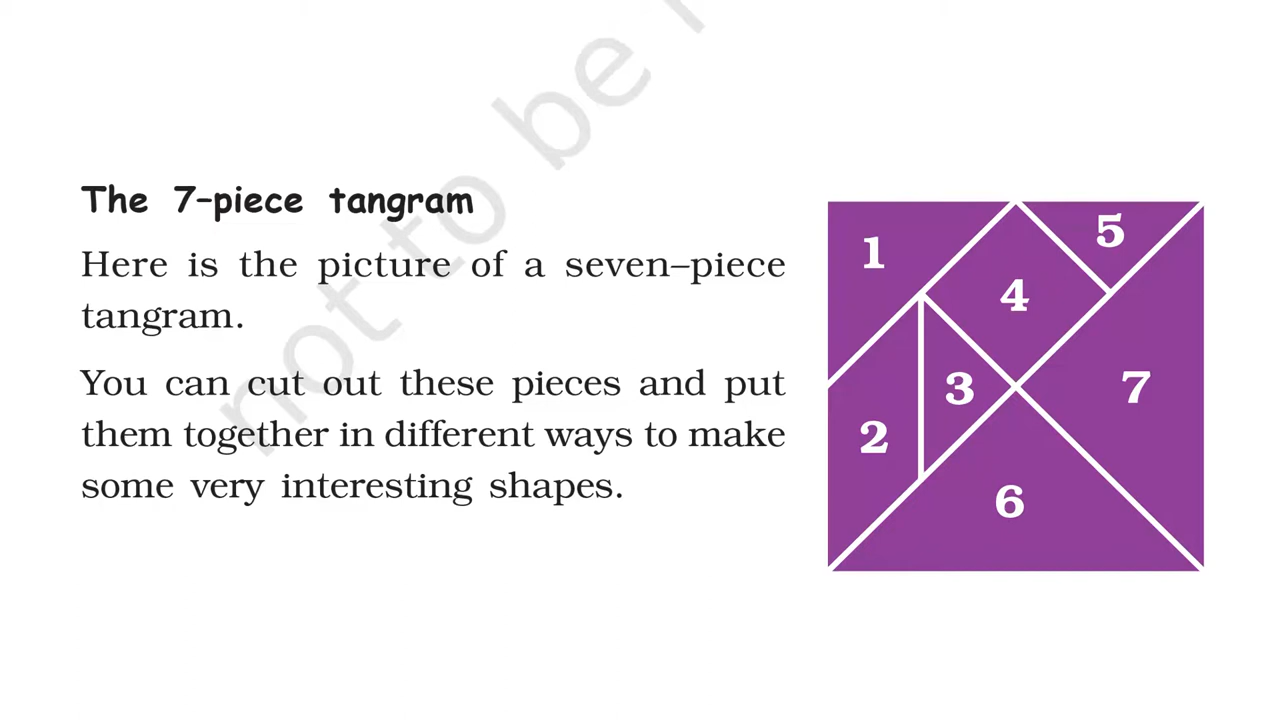 The 7–piece tangram
Here is the picture of a seven–piece
tangram.
You can cut out these pieces and put
them together in different ways to make
some very interesting shapes.
1
5
4
3
7
2
6
not to be